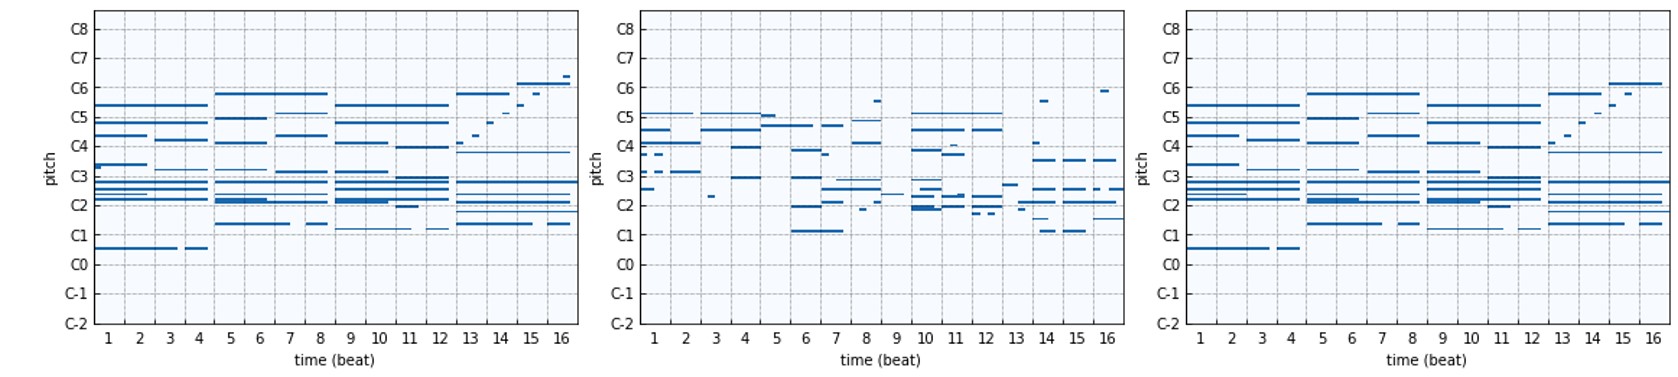 C8 C8 C8
C7 C7 C7
C6 C6 C6
C5 C5 C5
C4 C4 C4
C3 C3 C3
C2 C2 C2
C1 C1 C1
C0 C0 C0
C-1 C-1 C-1
C-2 C-2 C-2
pitch pitch pitch
1 2 3 4 5 6 7 8 9 10 11 12 13 14 15 16 1 2 3 4 5 6 7 8 9 10 11 12 13 14 15 16 1 2 3 4 5 6 7 8 9 10 11 12 13 14 15 16
time (beat) time (beat) time (beat)